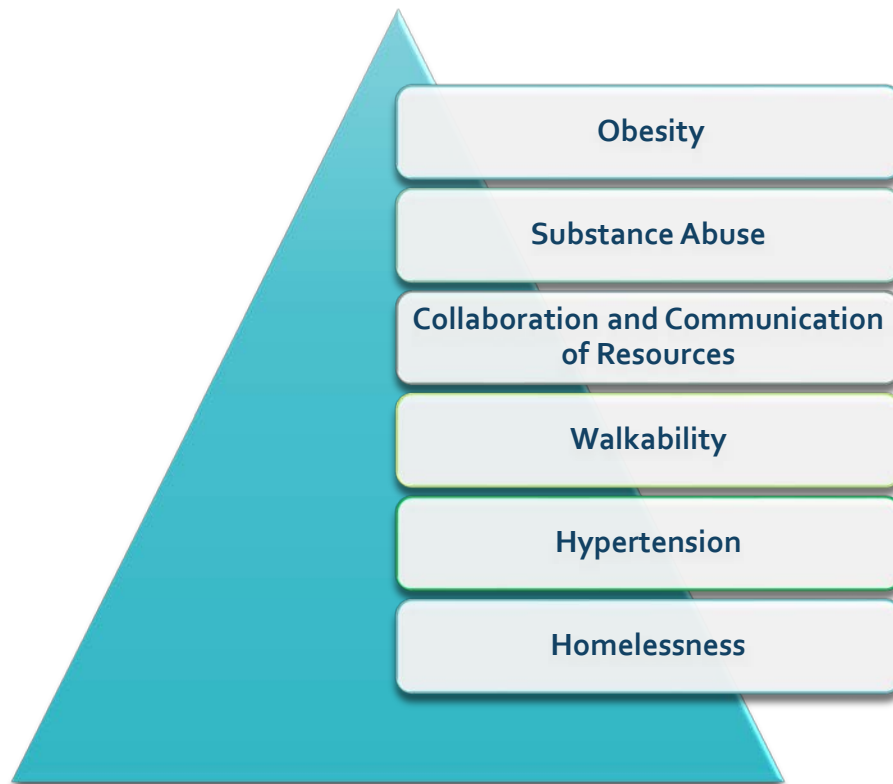 Obesity
Substance Abuse
Collaboration and Communication
of Resources
Walkability
Hypertension
Homelessness